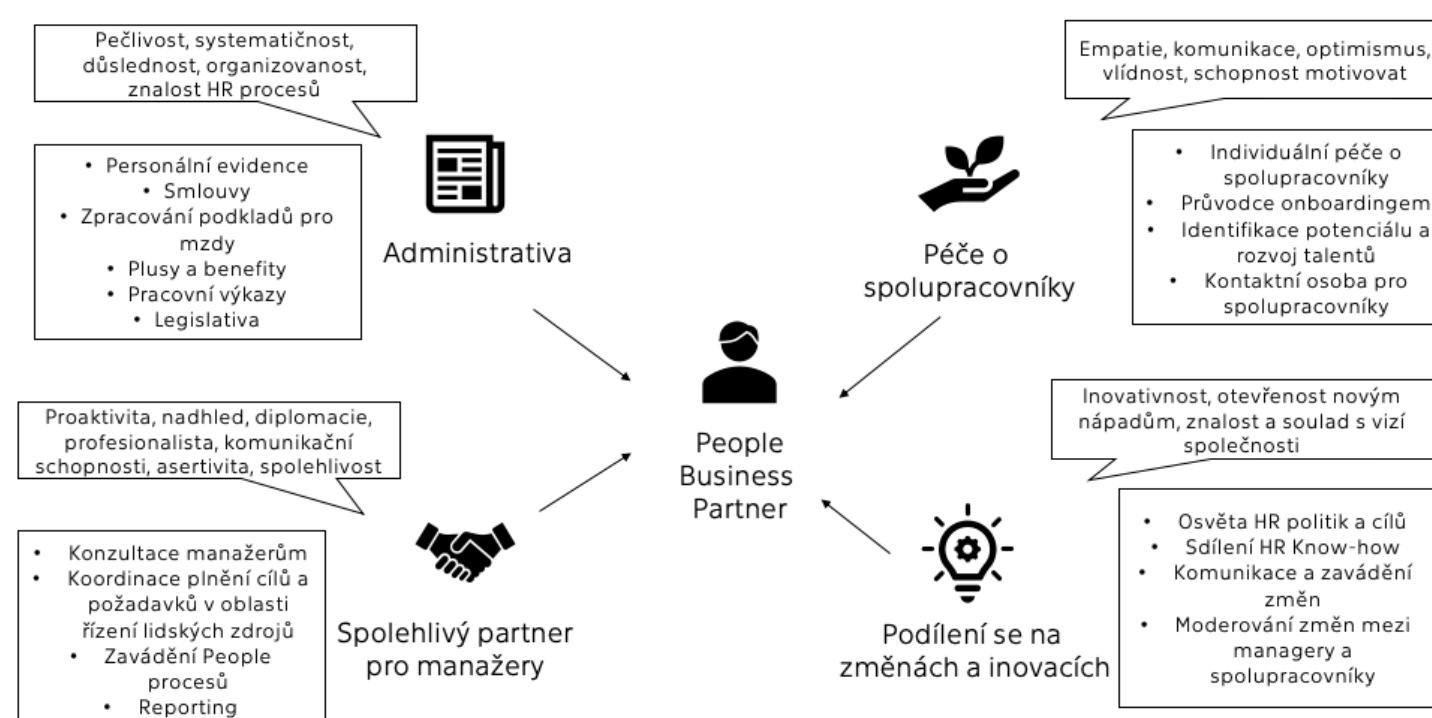 Pečlivost, systematičnost,
důslednost, organizovanost,
znalost HR procesů
• Personální evidence
• Smlouvy
• Zpracování podkladů pro
mzdy
• Plusy a benefity
• Pracovní výkazy
• Legislativa
Administrativa
Empatie, komunikace, optimismus,
vlídnost, schopnost motivovat
• Individuální péče o
spolupracovníky
• Průvodce onboardingem
• Identifikace potenciálu a
rozvoj talentů
• Kontaktní osoba pro
spolupracovníky
Péče o
spolupracovníky
People
Business
Partner
Proaktivita, nadhled, diplomacie,
profesionalista, komunikační
schopnosti, asertivita, spolehlivost
• Konzultace manažerům
• Koordinace plnění cílů a
požadavků v oblasti
řízení lidských zdrojů
• Zavádění People
procesů
• Reporting
Spolehlivý partner
pro manažery
Inovativnost, otevřenost novým
nápadům, znalost a soulad s vizí
společnosti
• Osvěta HR politik a cílů
• Sdílení HR Know-how
• Komunikace a zavádění
změn
• Moderování změn mezi
managery a
spolupracovníky
Podílení se na
změnách a inovacích